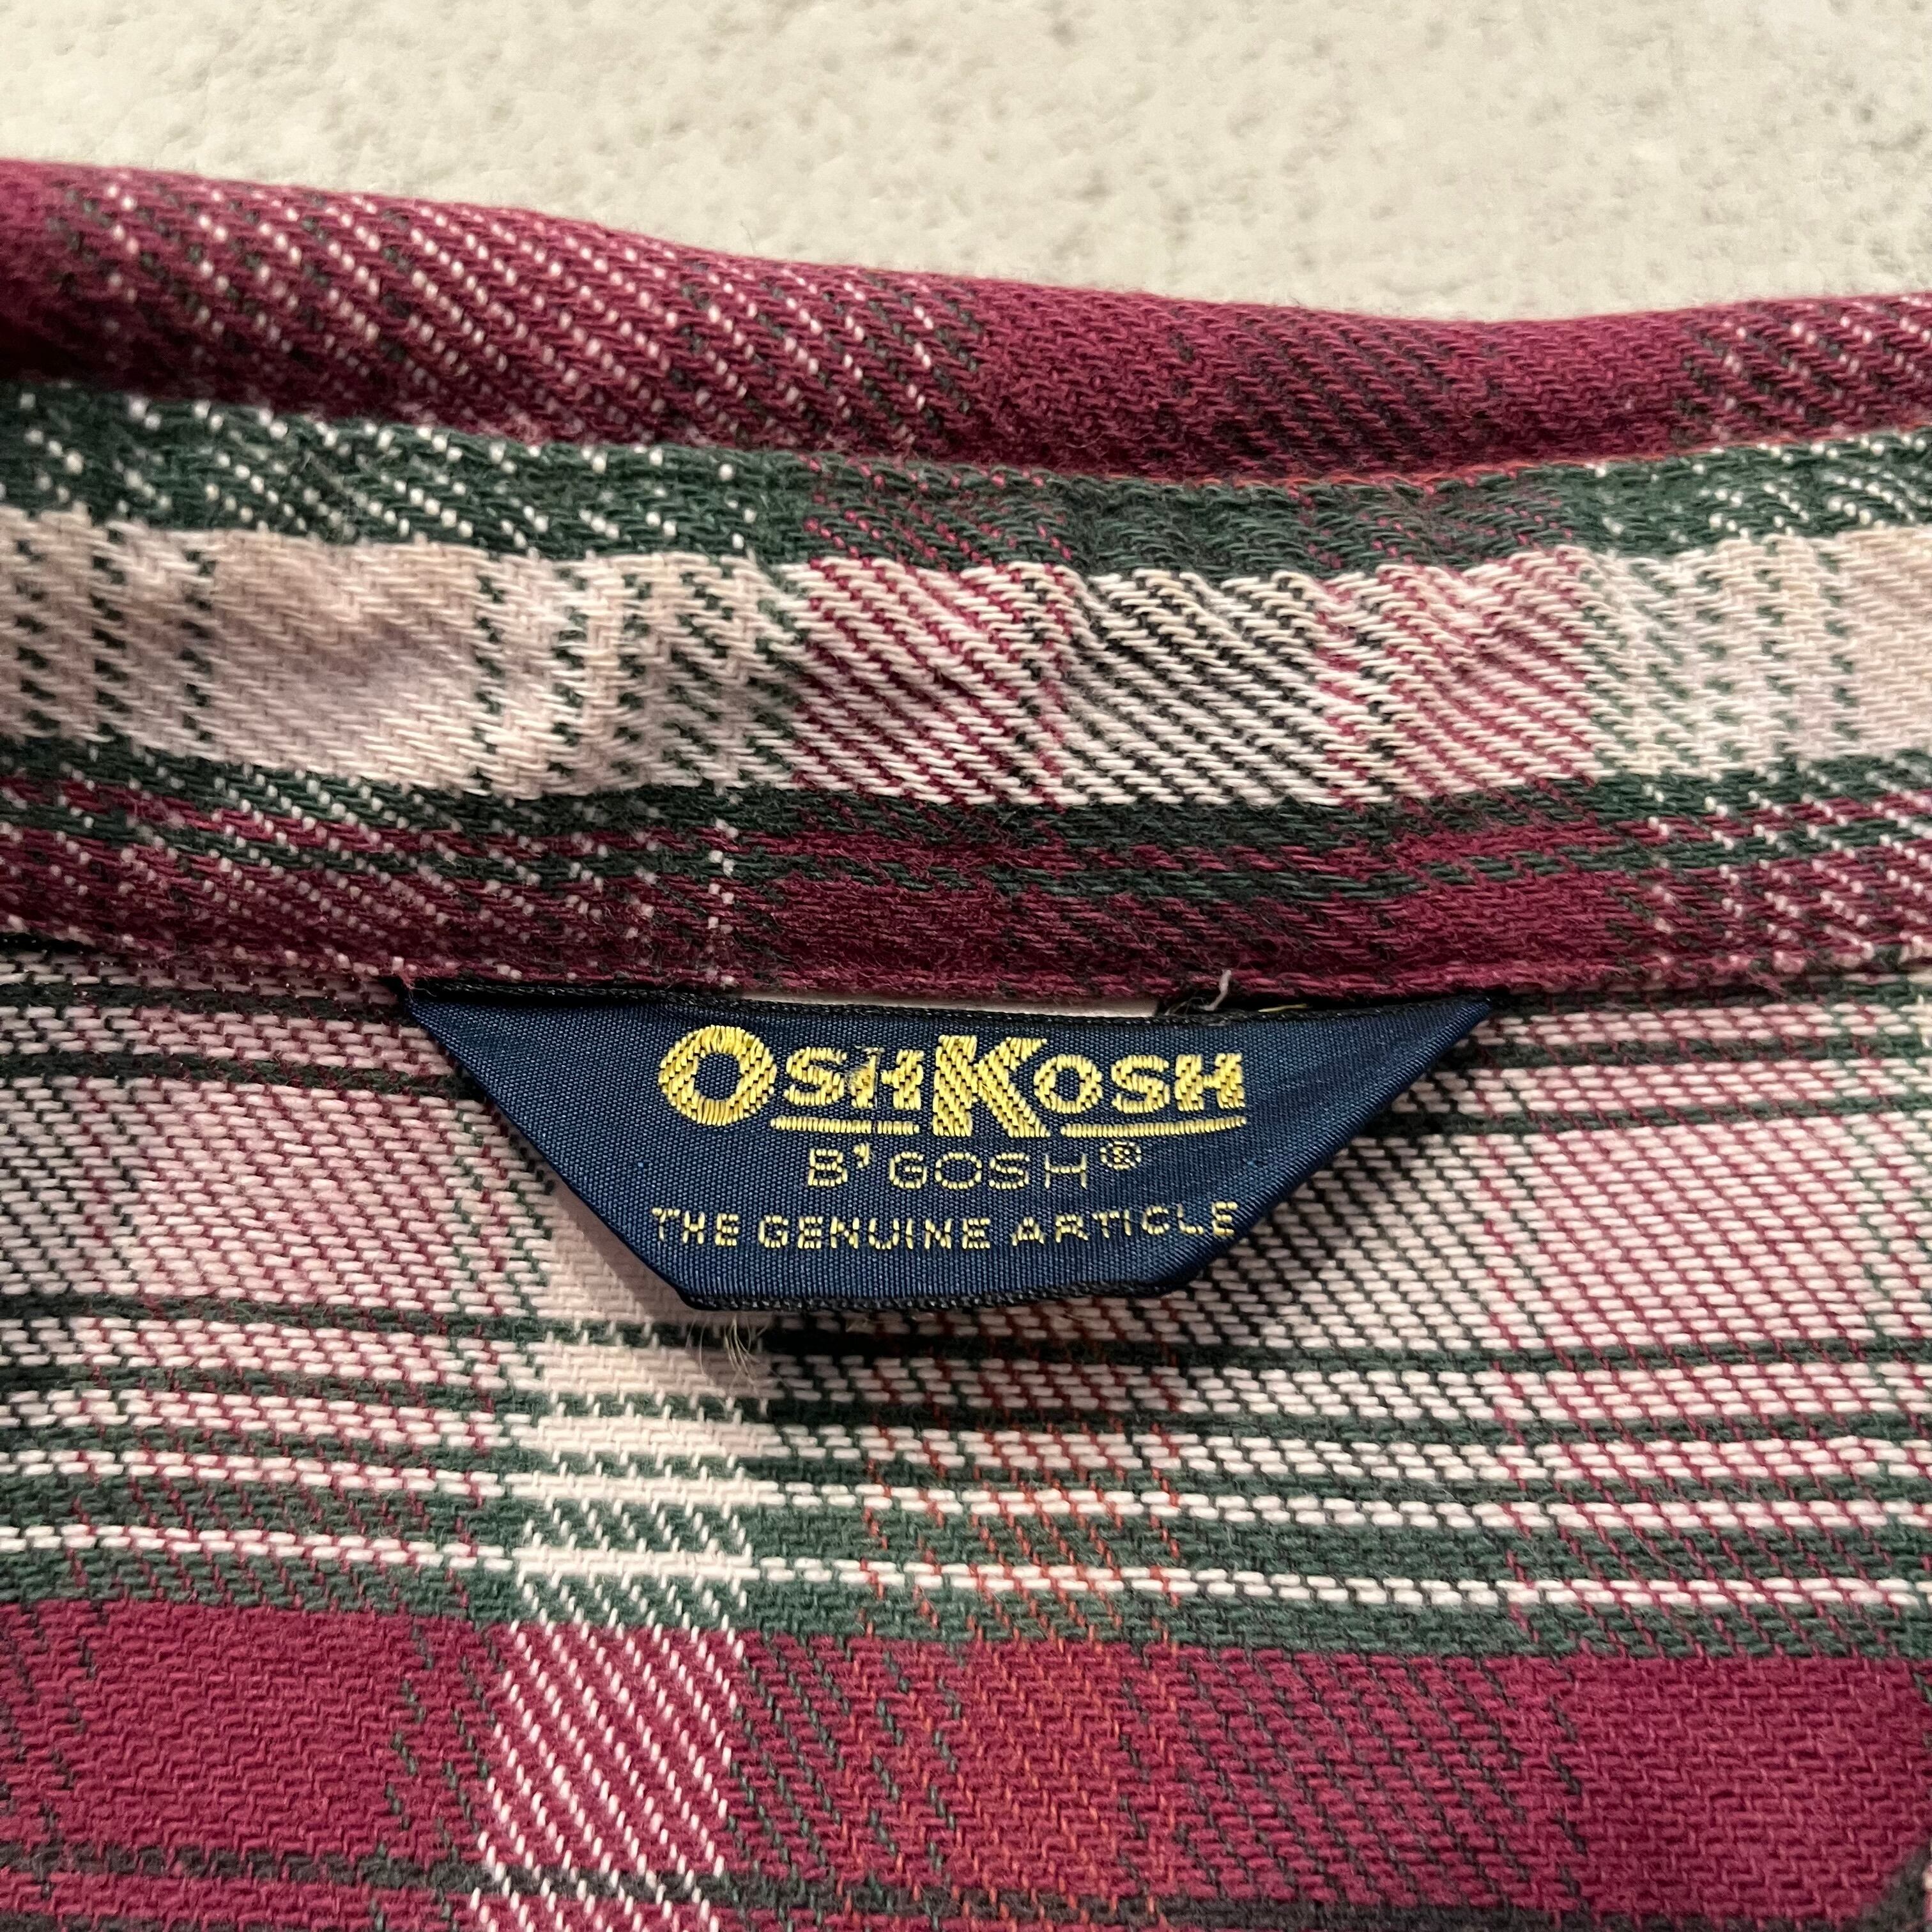 OSHKOSH
B'GOSH®
THE GENUINE ARTICLE